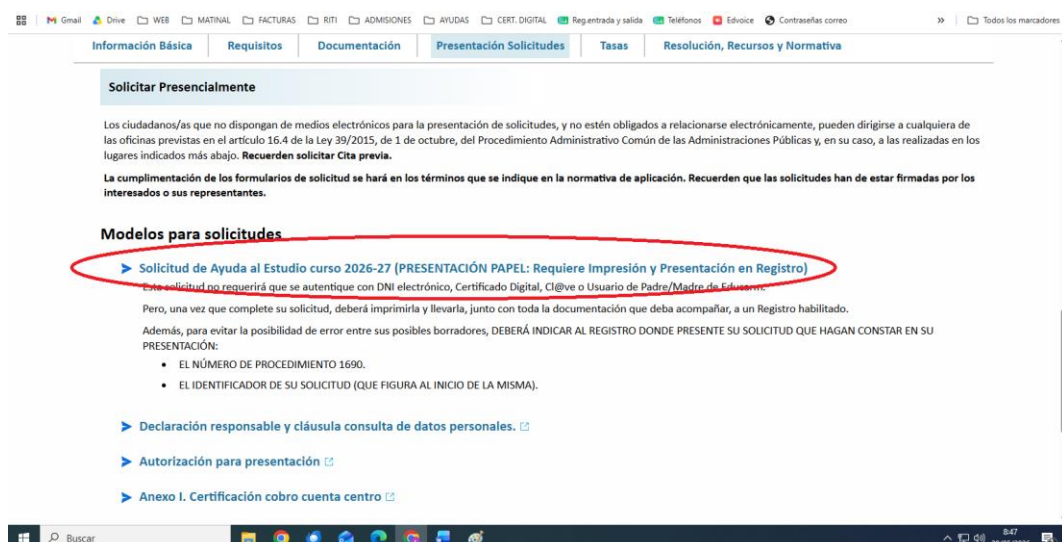 Gmail Drive WEB MATINAL FACTURAS RITI ADMISIONES AYUDAS CERT. DIGITAL Reg.entrada y salida Teléfonos Edvoice Contraseñas correo » Todos los marcadores
Información Básica Requisitos Documentación Presentación Solicitudes Tasas Resolución, Recursos y Normativa
Solicitar Presencialmente
Los ciudadanos/as que no dispongan de medios electrónicos para la presentación de solicitudes, y no estén obligados a relacionarse electrónicamente, pueden dirigirse a cualquiera de
las oficinas previstas en el artículo 16.4 de la Ley 39/2015, de 1 de octubre, del Procedimiento Administrativo Común de las Administraciones Públicas y, en su caso, a las realizadas en los
lugares indicados más abajo. Recuerden solicitar Cita previa.
La cumplimentación de los formularios de solicitud se hará en los términos que se indique en la normativa de aplicación. Recuerden que las solicitudes han de estar firmadas por los
interesados o sus representantes.
Modelos para solicitudes
Solicitud de Ayuda al Estudio curso 2026-27 (PRESENTACIÓN PAPEL: Requiere Impresión y Presentación en Registro)
Esta solicitud no requerirá que se autentique con DNI electrónico, Certificado Digital, Cl@ve o Usuario de Padre/Madre de Educarm.
Pero, una vez que complete su solicitud, deberá imprimirla y llevarla, junto con toda la documentación que deba acompañar, a un Registro habilitado.
Además, para evitar la posibilidad de error entre sus posibles borradores, DEBERÁ INDICAR AL REGISTRO DONDE PRESENTE SU SOLICITUD QUE HAGAN CONSTAR EN SU
PRESENTACIÓN:
• EL NÚMERO DE PROCEDIMIENTO 1690.
• EL IDENTIFICADOR DE SU SOLICITUD (QUE FIGURA AL INICIO DE LA MISMA).
Declaración responsable y cláusula consulta de datos personales.
Autorización para presentación
Anexo I. Certificación cobro cuenta centro
Buscar
8:47